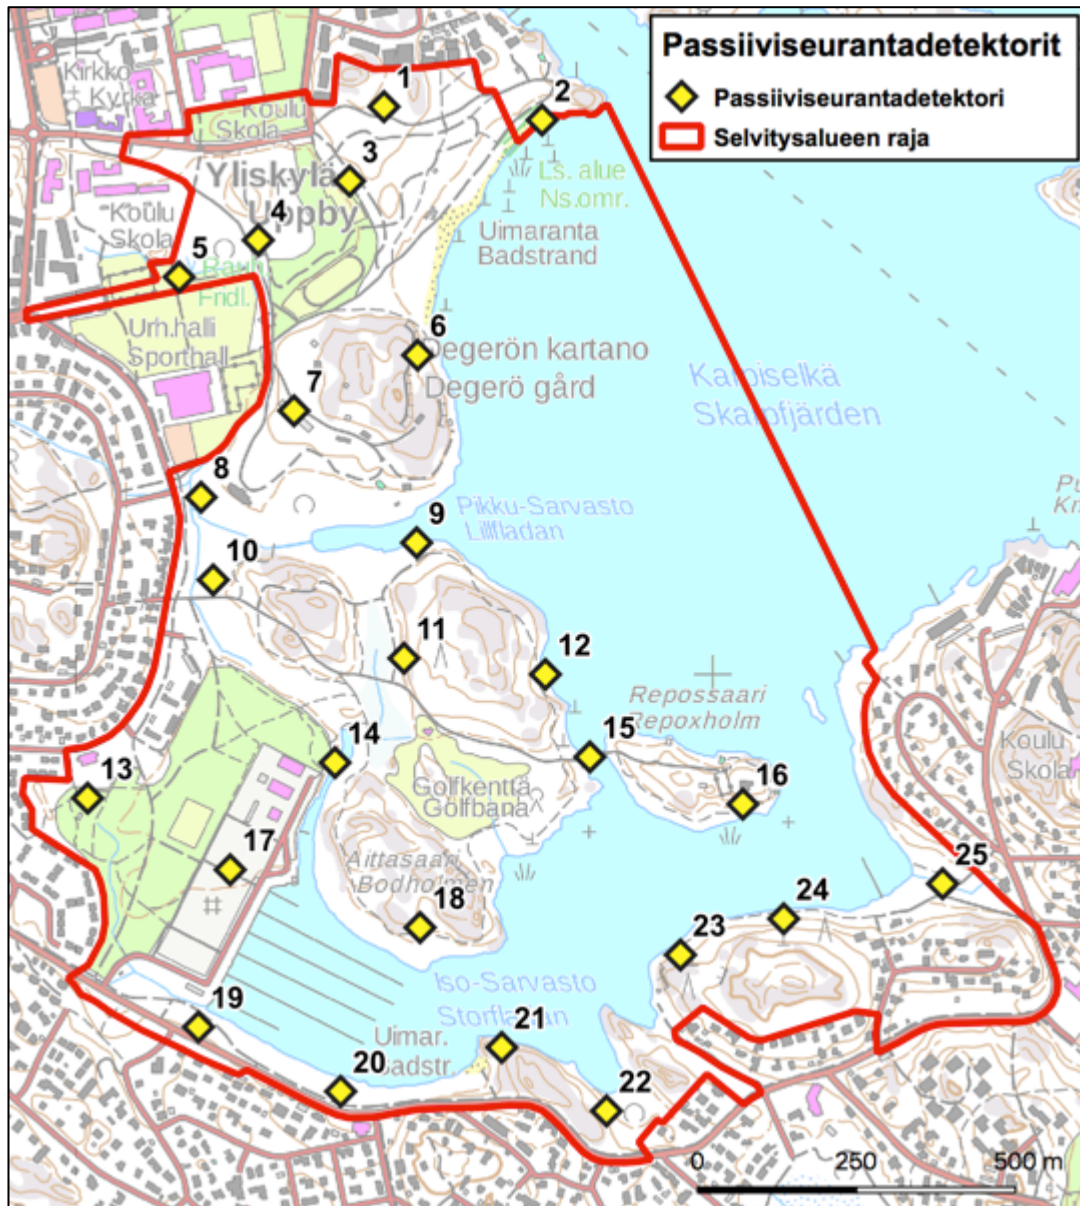 Passiiviseurantadetektorit
Passiiviseurantadetektori
Selvitysalueen raja
Kirkko
Kyrka
Koulu
Skola
1
2
3
Yliskylä
Uppby
Ls. alue
Ns.omr.
Koulu
Skola
4
Uimaranta
Badstrand
5
Rauh.
Fridl.
Urh.halli
Sporthall
6
Degerön kartano
Degerö gård
7
Skarpfjärden
8
Pikku-Sarvasto
Lillfladan
9
10
11
12
Repossaari
Repoxholm
Koulu
Skola
13
14
15
16
Golfkenttä
Golfbana
17
Aittasaari
Bodholmen
18
25
24
23
Iso-Sarvasto
Storfladan
19
Uimar.
Badstr.
21
20
22
0 250 500 m